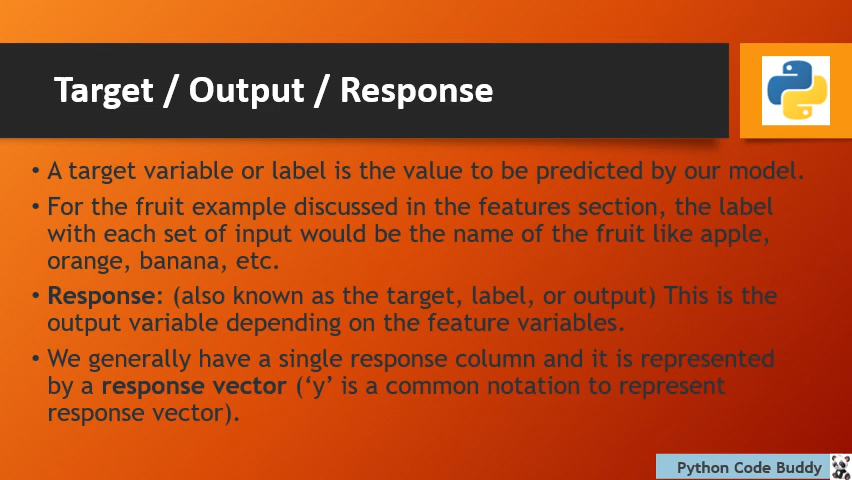 Target / Output / Response
• A target variable or label is the value to be predicted by our model.
• For the fruit example discussed in the features section, the label
with each set of input would be the name of the fruit like apple,
orange, banana, etc.
• Response: (also known as the target, label, or output) This is the
output variable depending on the feature variables.
• We generally have a single response column and it is represented
by a response vector (‘y’ is a common notation to represent
response vector).
Python Code Buddy